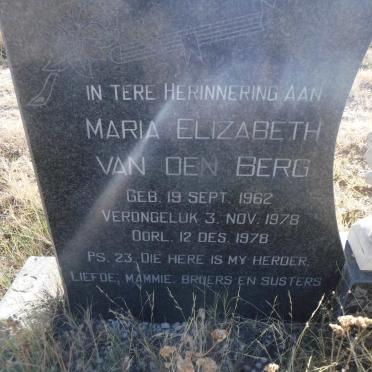 IN TERE HERINNERING AAN
MARIA ELIZABETH
VAN DEN BERG
GEB. 19 SEPT. 1962
VERONGELUK 3. NOV. 1978
OORL. 12 DES. 1978
PS. 23. DIE HERE IS MY HERDER.
LIEFDE, MAMMIE, BROERS EN SUSTERS